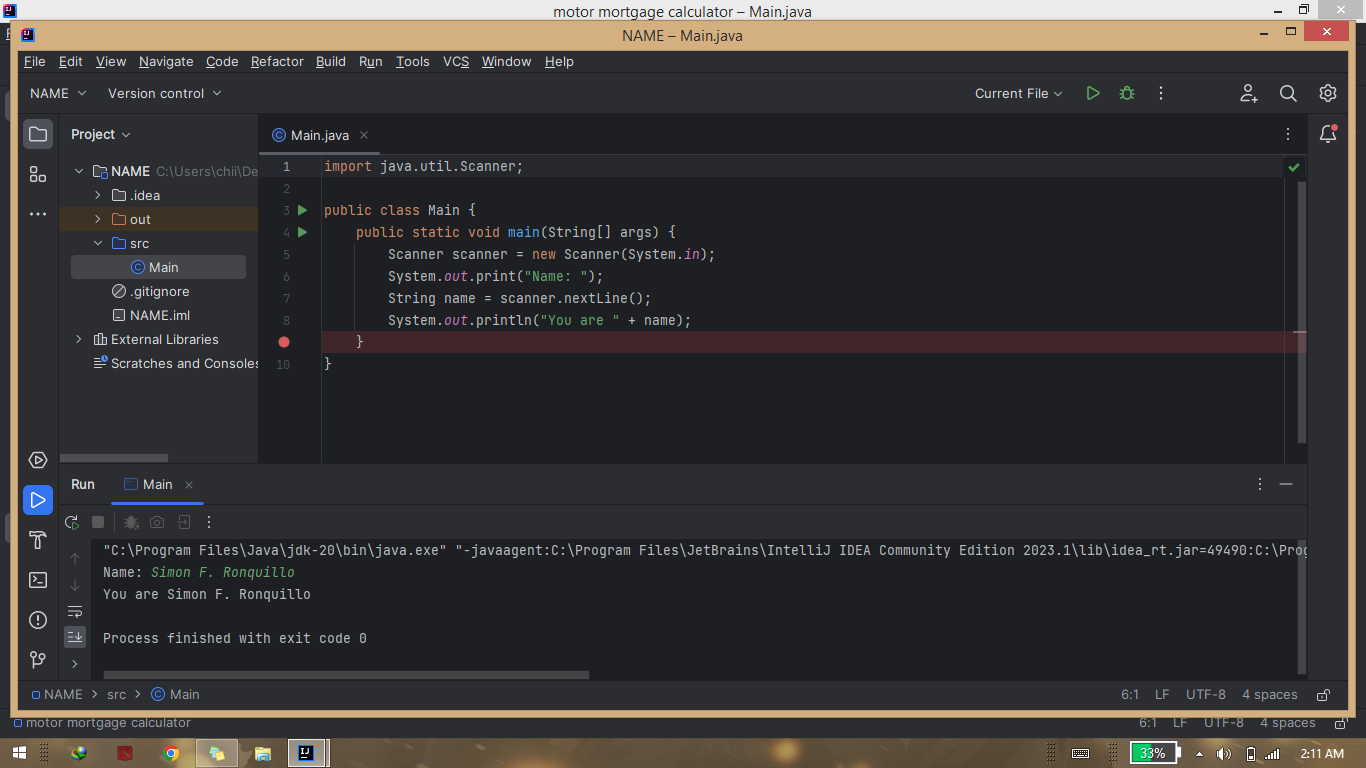 motor mortgage calculator – Main.java
NAME – Main.java
File Edit View Navigate Code Refactor Build Run Tools VCS Window Help
NAME Version control Current File
Project
Main.java
NAME C:\Users\chii\De
.idea
out
src
Main
.gitignore
NAME.iml
External Libraries
Scratches and Consoles
1 import java.util.Scanner;
2
3 public class Main {
4 public static void main(String[] args) {
5 Scanner scanner = new Scanner(System.in);
6 System.out.print("Name: ");
7 String name = scanner.nextLine();
8 System.out.println("You are " + name);
}
10 }
Run Main
"C:\Program Files\Java\jdk-20\bin\java.exe" "-javaagent:C:\Program Files\JetBrains\IntelliJ IDEA Community Edition 2023.1\lib\idea_rt.jar=49490:C:\Prog
Name: Simon F. Ronquillo
You are Simon F. Ronquillo
Process finished with exit code 0
NAME src Main 6:1 LF UTF-8 4 spaces
motor mortgage calculator 6:1 LF UTF-8 4 spaces
33% 2:11 AM